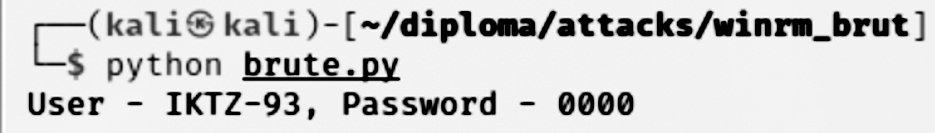 ┌──(kali㉿kali)-[~/diploma/attacks/winrm_brut]
└─$ python brute.py
User - IKTZ-93, Password - 0000